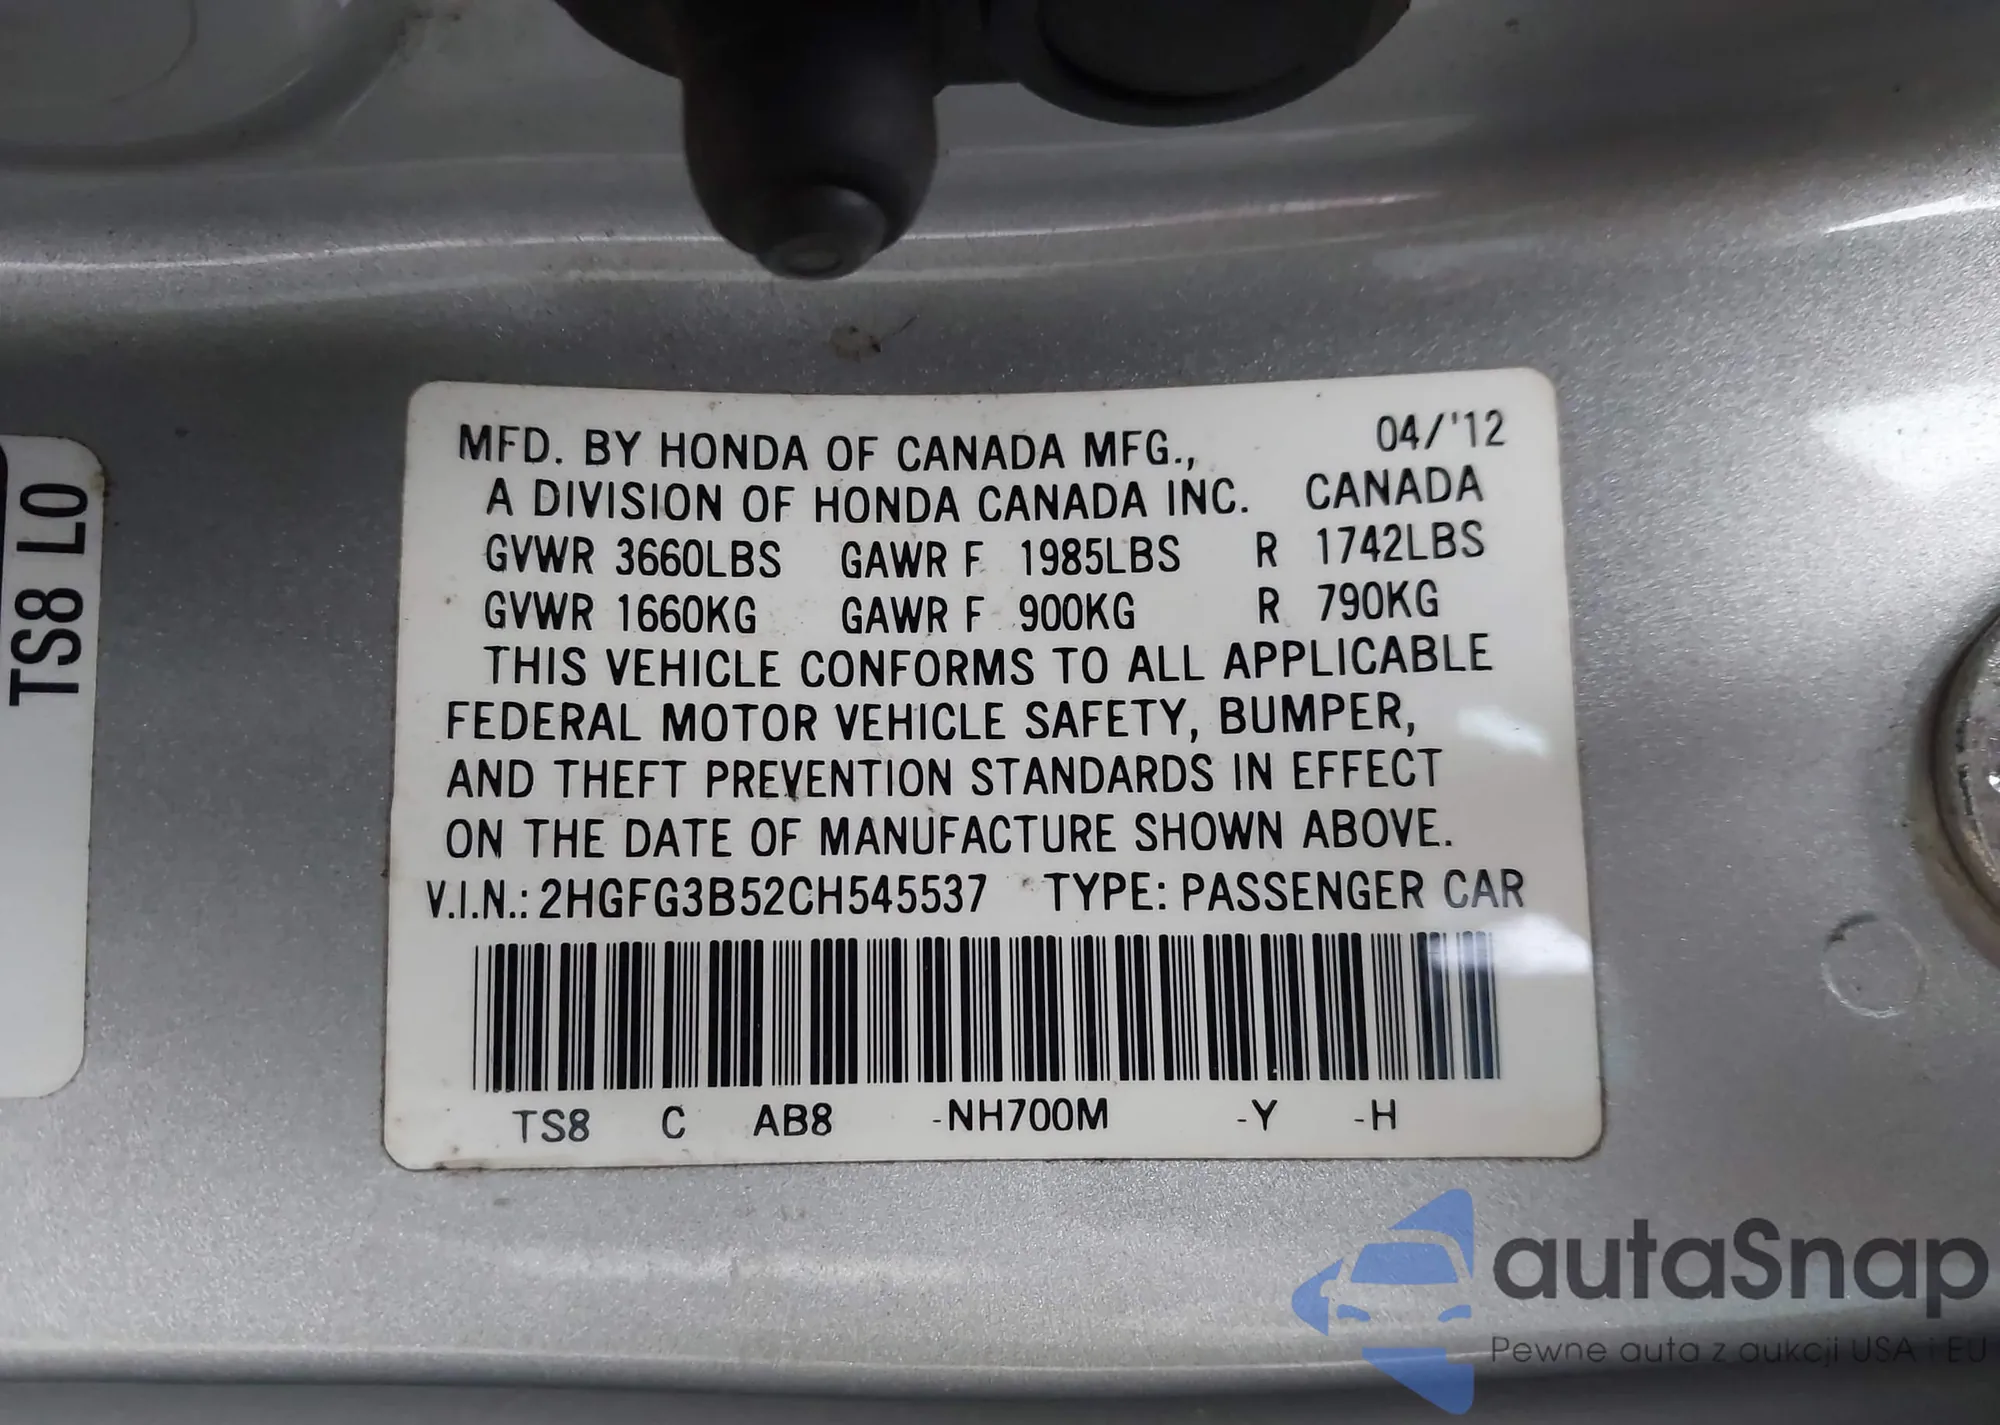 MFD. BY HONDA OF CANADA MFG., 04/'12
A DIVISION OF HONDA CANADA INC. CANADA
GVWR 3660LBS GAWR F 1985LBS R 1742LBS
GVWR 1660KG GAWR F 900KG R 790KG
THIS VEHICLE CONFORMS TO ALL APPLICABLE
FEDERAL MOTOR VEHICLE SAFETY, BUMPER,
AND THEFT PREVENTION STANDARDS IN EFFECT
ON THE DATE OF MANUFACTURE SHOWN ABOVE.
V.I.N.: 2HGFG3B52CH545537 TYPE: PASSENGER CAR
TS8 C AB8 -NH700M -Y -H
TS8 L0
autaSnap
Pewne auta z aukcji USA i EU